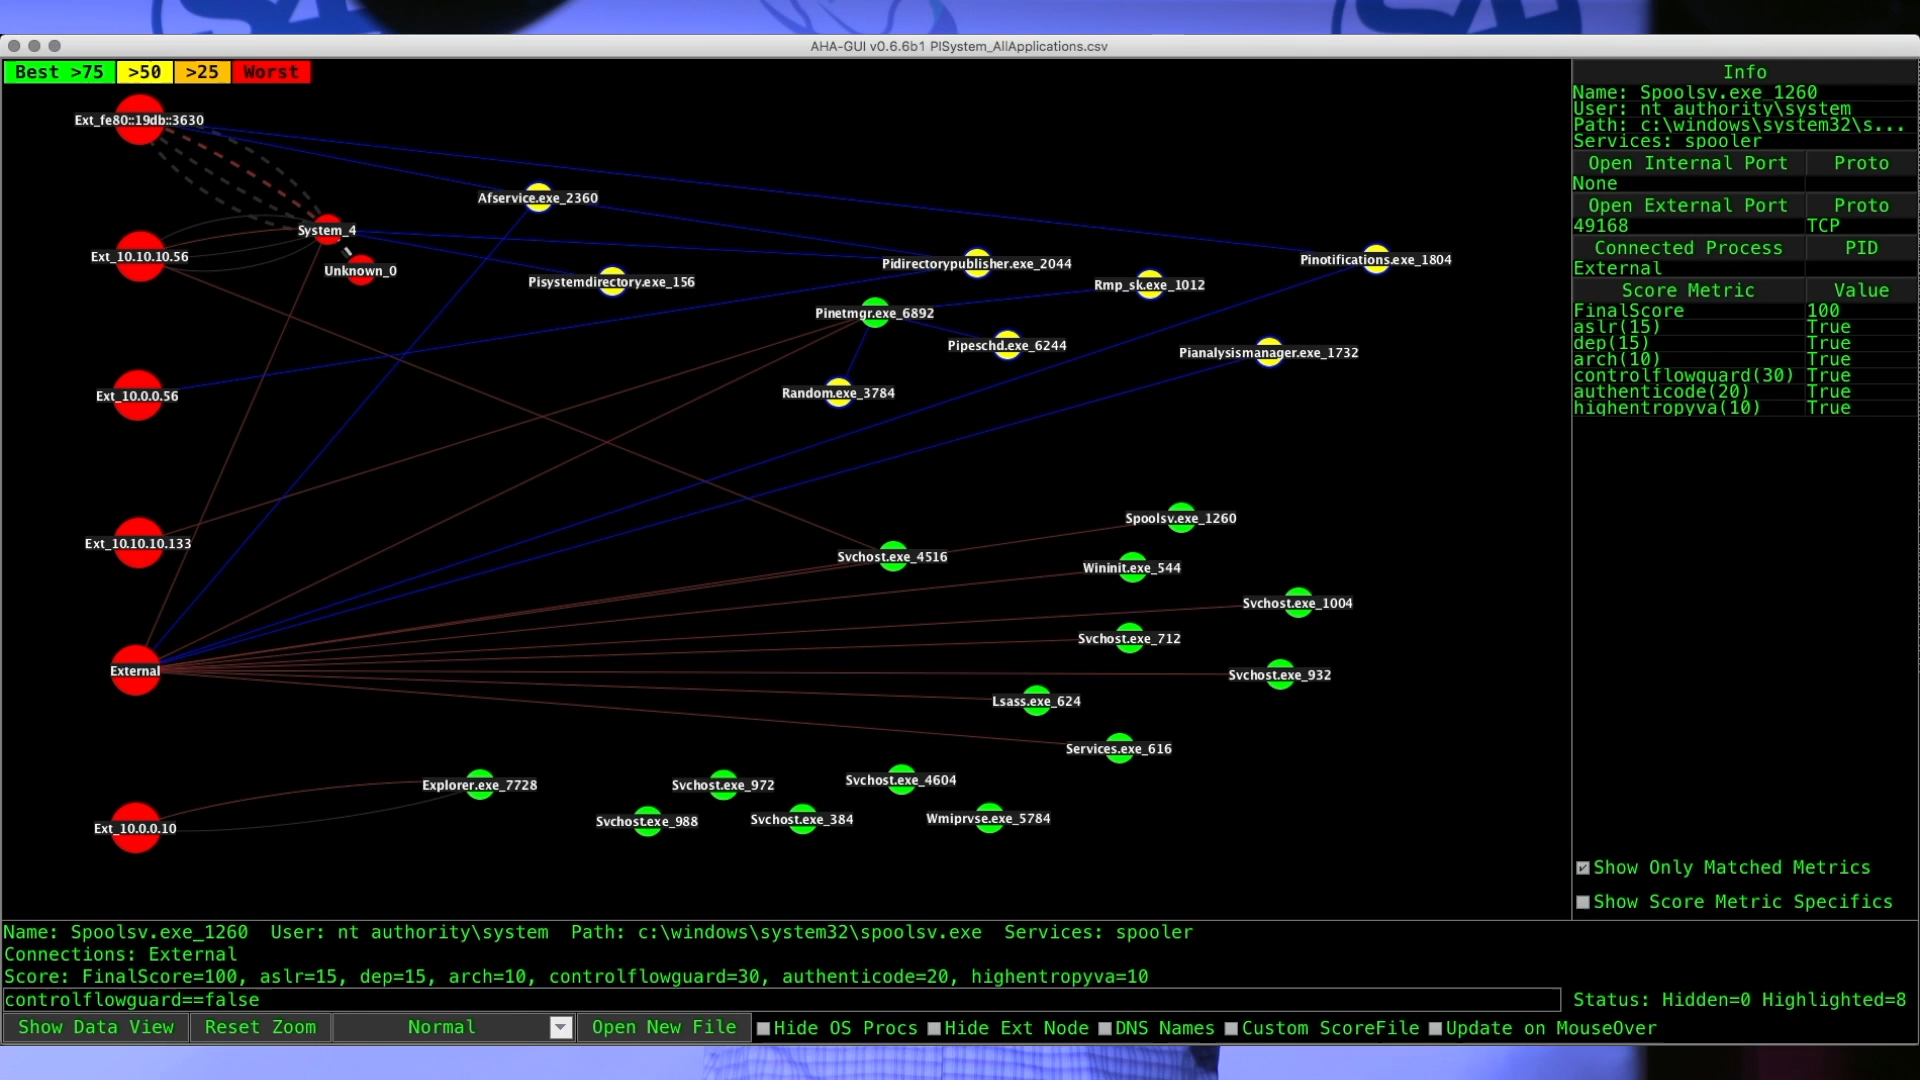 AHA-GUI v0.6.6b1 PISystem_AllApplications.csv
Best >75 >50 >25 Worst
Ext_fe80::19db::3630
Afservice.exe_2360
System_4
Ext_10.10.10.56
Unknown_0
Pisystemdirectory.exe_156
Pidirectorypublisher.exe_2044
Rmp_sk.exe_1012
Pinotifications.exe_1804
Pinetmgr.exe_6892
Pipeschd.exe_6244
Pianalysismanager.exe_1732
Ext_10.0.0.56
Random.exe_3784
Ext_10.10.10.133
Spoolsv.exe_1260
Svchost.exe_4516
Wininit.exe_544
Svchost.exe_1004
Svchost.exe_712
External
Svchost.exe_932
Lsass.exe_624
Services.exe_616
Explorer.exe_7728
Svchost.exe_972
Svchost.exe_4604
Ext_10.0.0.10
Svchost.exe_988
Svchost.exe_384
Wmiprvse.exe_5784
Info
Name: Spoolsv.exe_1260
User: nt authority\system
Path: c:\windows\system32\s...
Services: spooler
Open Internal Port Proto
None
Open External Port Proto
49168 TCP
Connected Process PID
External
Score Metric Value
FinalScore 100
aslr(15) True
dep(15) True
arch(10) True
controlflowguard(30) True
authenticode(20) True
highentropyva(10) True
Show Only Matched Metrics
Show Score Metric Specifics
Name: Spoolsv.exe_1260 User: nt authority\system Path: c:\windows\system32\spoolsv.exe Services: spooler
Connections: External
Score: FinalScore=100, aslr=15, dep=15, arch=10, controlflowguard=30, authenticode=20, highentropyva=10
controlflowguard==false
Status: Hidden=0 Highlighted=8
Show Data View Reset Zoom Normal Open New File Hide OS Procs Hide Ext Node DNS Names Custom ScoreFile Update on MouseOver